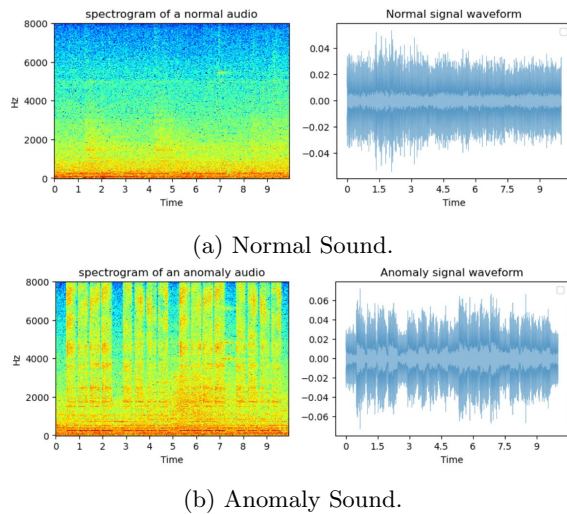 spectrogram of a normal audio
8000
6000
4000
2000
0
Hz
0 1 2 3 4 5 6 7 8 9
Time
Normal signal waveform
0.04
0.02
0.00
−0.02
−0.04
0 1.5 3 4.5 6 7.5 9
Time
(a) Normal Sound.
spectrogram of an anomaly audio
8000
6000
4000
2000
0
Hz
0 1 2 3 4 5 6 7 8 9
Time
Anomaly signal waveform
0.06
0.04
0.02
0.00
−0.02
−0.04
−0.06
0 1.5 3 4.5 6 7.5 9
Time
(b) Anomaly Sound.